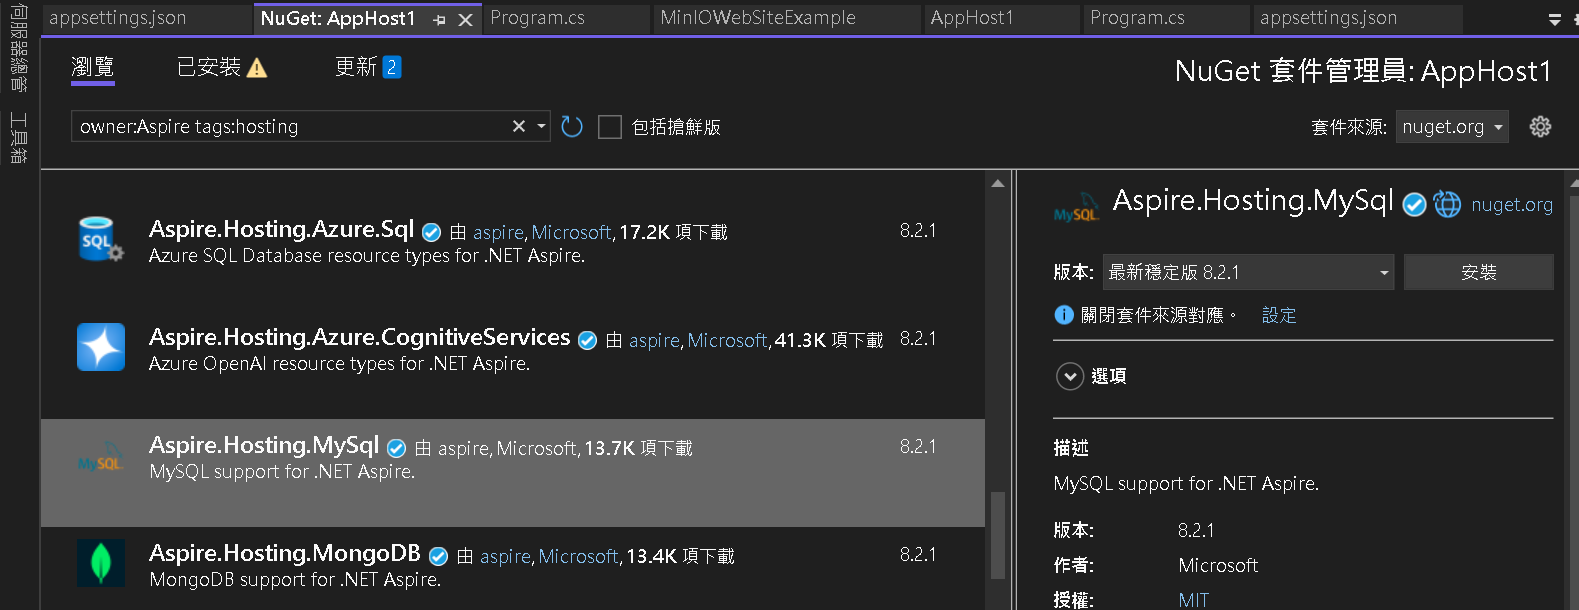 appsettings.json
NuGet: AppHost1
Program.cs
MinIOWebSiteExample
AppHost1
Program.cs
appsettings.json
伺服器總管
工具箱
瀏覽
已安裝
更新 2
NuGet 套件管理員: AppHost1
owner:Aspire tags:hosting
包括搶鮮版
套件來源: nuget.org
Aspire.Hosting.Azure.Sql 由 aspire, Microsoft, 17.2K 項下載 8.2.1
Azure SQL Database resource types for .NET Aspire.
SQL
Aspire.Hosting.Azure.CognitiveServices 由 aspire, Microsoft, 41.3K 項下載 8.2.1
Azure OpenAI resource types for .NET Aspire.
Aspire.Hosting.MySql 由 aspire, Microsoft, 13.7K 項下載 8.2.1
MySQL support for .NET Aspire.
MySQL
Aspire.Hosting.MongoDB 由 aspire, Microsoft, 13.4K 項下載 8.2.1
MongoDB support for .NET Aspire.
MySQL
Aspire.Hosting.MySql nuget.org
版本: 最新穩定版 8.2.1 安裝
關閉套件來源對應。 設定
選項
描述
MySQL support for .NET Aspire.
版本: 8.2.1
作者: Microsoft
授權: MIT